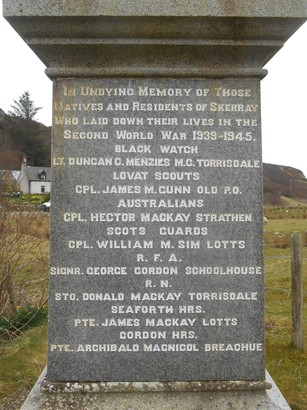 IN UNDYING MEMORY OF THOSE
NATIVES AND RESIDENTS OF SKERRAY
WHO LAID DOWN THEIR LIVES IN THE
SECOND WORLD WAR 1939-1945.
BLACK WATCH
LT. DUNCAN C. MENZIES M.C. TORRISDALE
LOVAT SCOUTS
CPL. JAMES M. GUNN OLD P.O.
AUSTRALIANS
CPL. HECTOR MACKAY STRATHEN
SCOTS GUARDS
CPL. WILLIAM M. SIM LOTTS
R. F. A.
SIGNR. GEORGE GORDON SCHOOLHOUSE
R. N.
STO. DONALD MACKAY TORRISDALE
SEAFORTH HRS.
PTE. JAMES MACKAY LOTTS
GORDON HRS.
PTE. ARCHIBALD MACNICOL BREACHUE